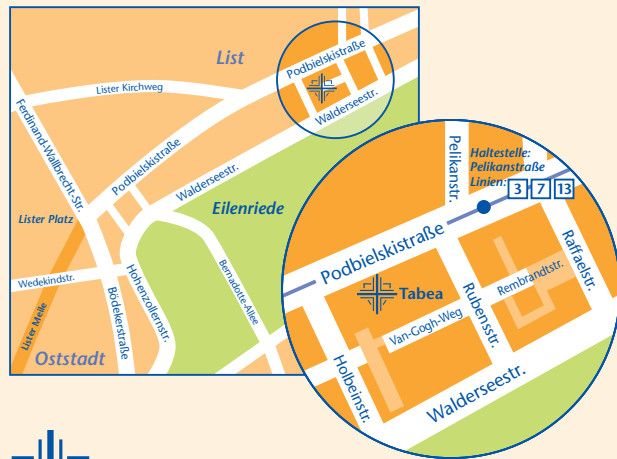 List
Podbielskistraße
Lister Kirchweg
Walderseestr.
Ferdinand-Wallbrecht-Str.
Podbielskistraße
Walderseestr.
Lister Platz
Eilenriede
Wedekindstr.
Hohenzollernstr.
Bödekerstraße
Bernadotte-Allee
Lister Meile
Oststadt
Pelikanstr.
Haltestelle:
Pelikanstraße
Linien:
3 7 13
Podbielskistraße
Raffaelstr.
Tabea
Rembrandtstr.
Rubensstr.
Van-Gogh-Weg
Holbeinstr.
Walderseestr.